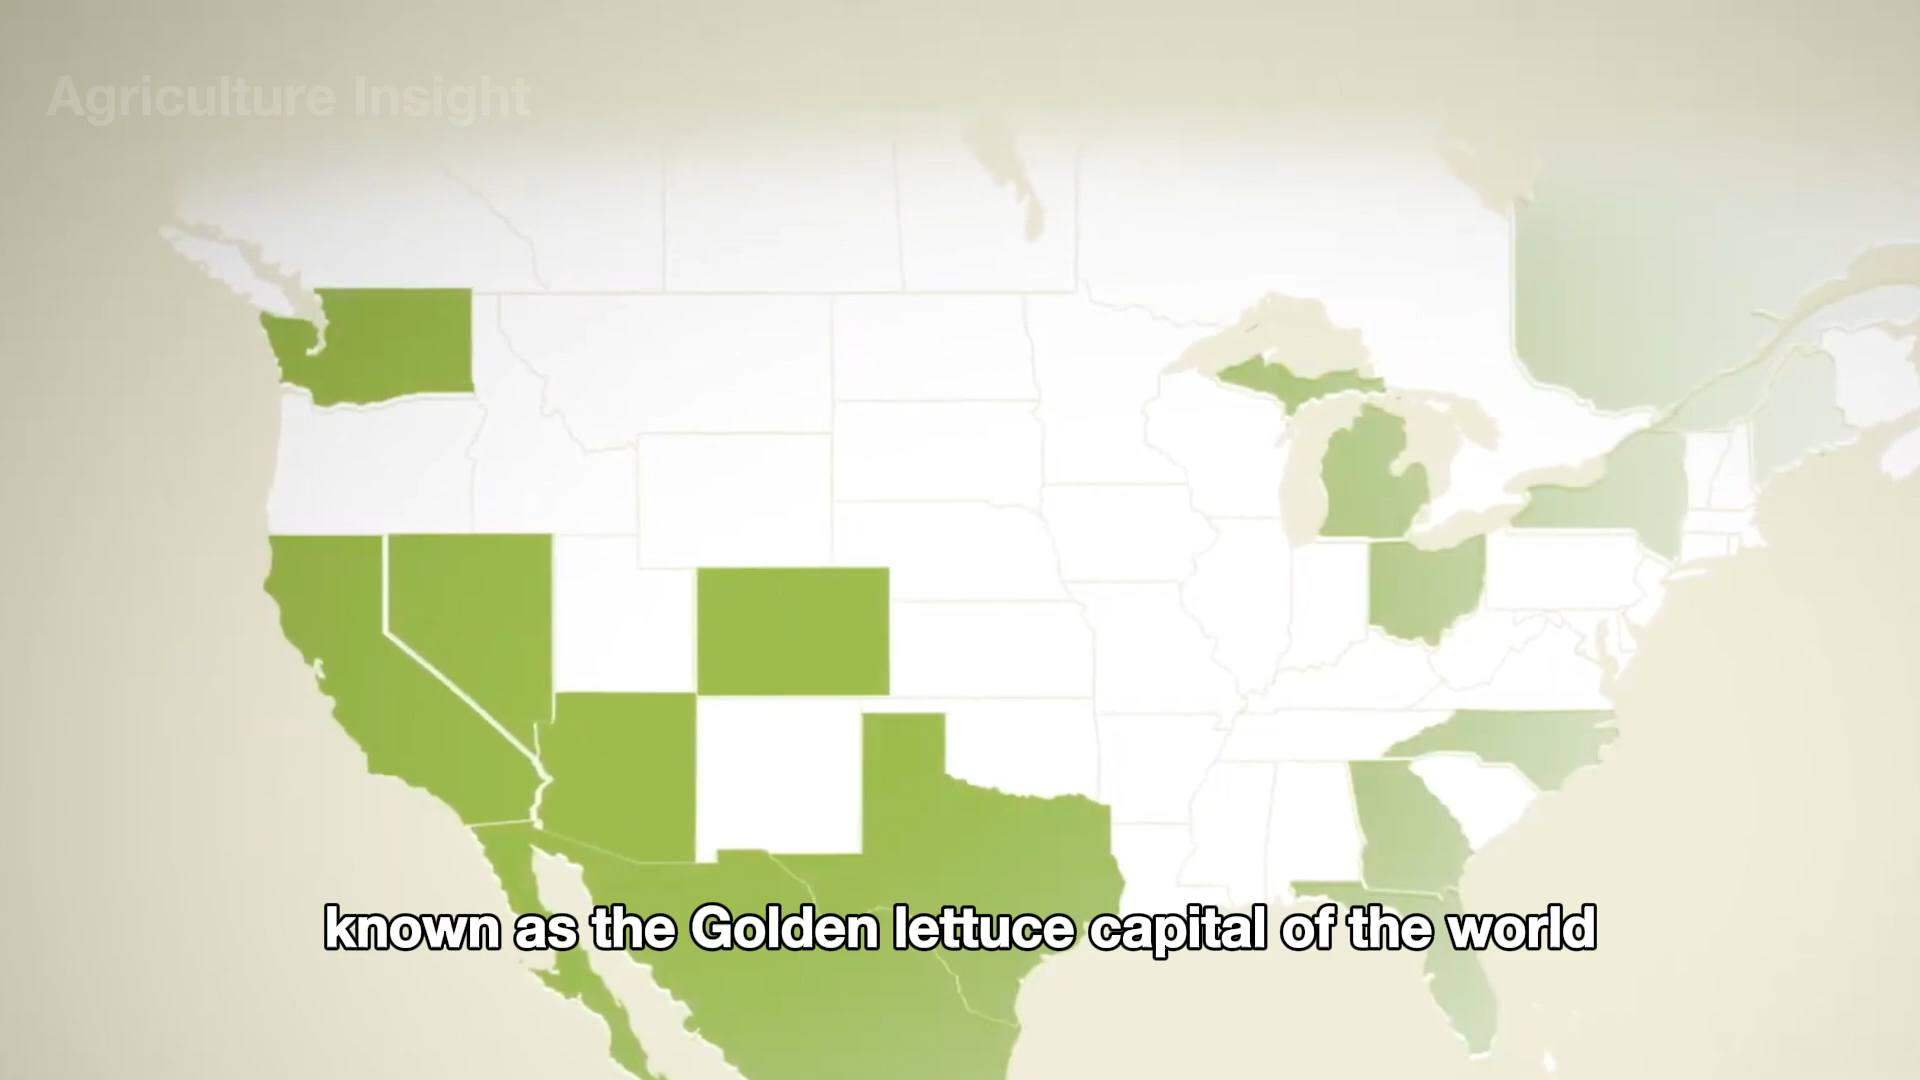 Agriculture Insight
known as the Golden lettuce capital of the world